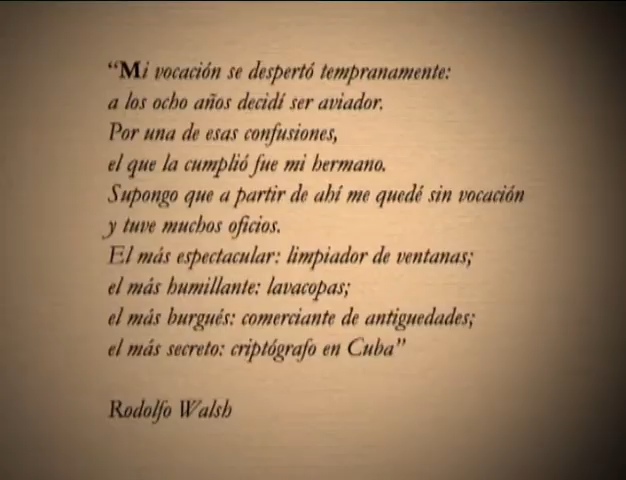 “Mi vocación se despertó tempranamente:
a los ocho años decidí ser aviador.
Por una de esas confusiones,
el que la cumplió fue mi hermano.
Supongo que a partir de ahí me quedé sin vocación
y tuve muchos oficios.
El más espectacular: limpiador de ventanas;
el más humillante: lavacopas;
el más burgués: comerciante de antiguedades;
el más secreto: criptógrafo en Cuba”
Rodolfo Walsh